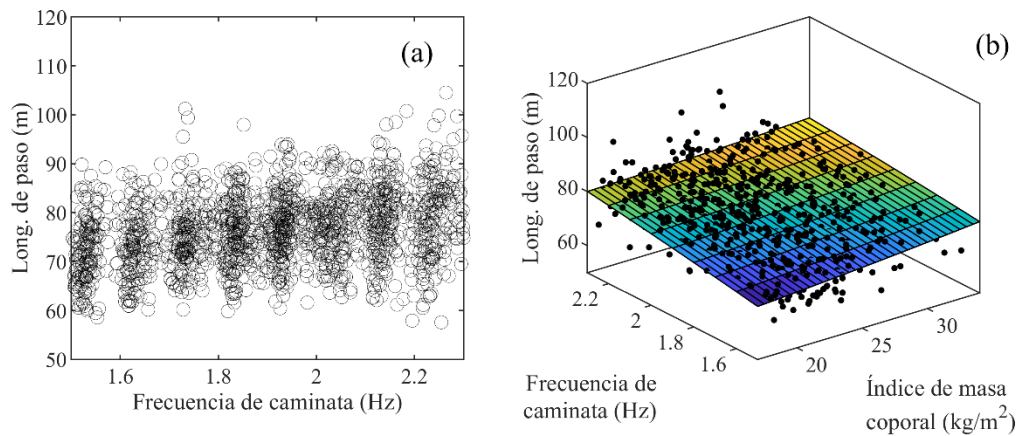 (a)
Long. de paso (m)
120
110
100
90
80
70
60
50
1.6
1.8
2
2.2
Frecuencia de caminata (Hz)
(b)
Long. de paso (m)
120
100
80
60
2.2
2
1.8
1.6
Frecuencia de
caminata (Hz)
20
25
30
Índice de masa
coporal (kg/m²)